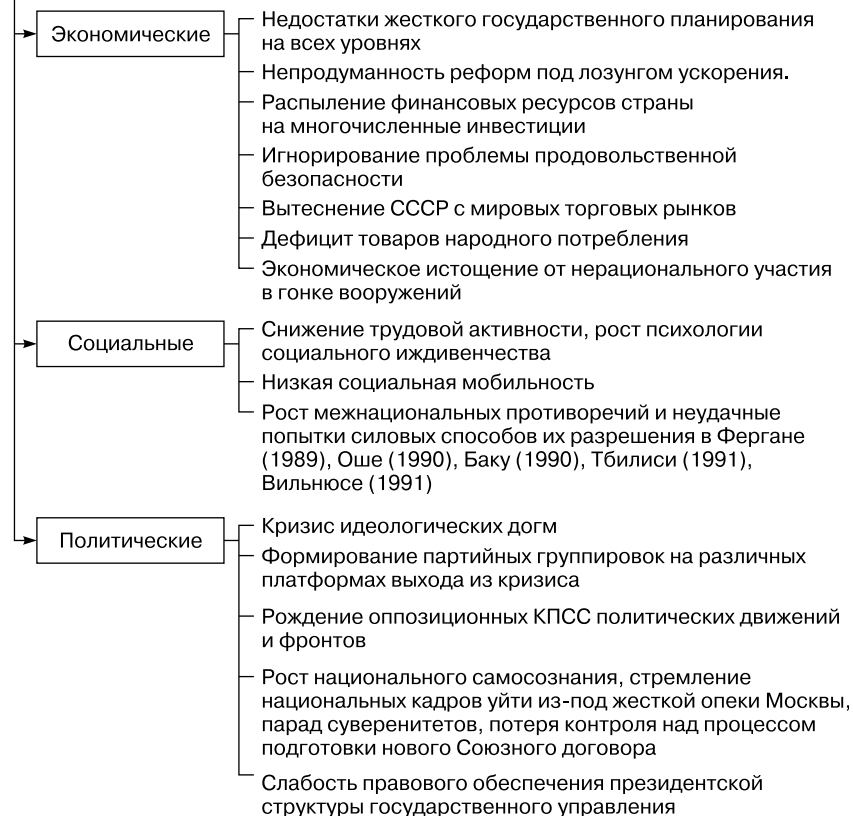 Экономические
Недостатки жесткого государственного планирования
на всех уровнях
Непродуманность реформ под лозунгом ускорения.
Распыление финансовых ресурсов страны
на многочисленные инвестиции
Игнорирование проблемы продовольственной
безопасности
Вытеснение СССР с мировых торговых рынков
Дефицит товаров народного потребления
Экономическое истощение от нерационального участия
в гонке вооружений
Социальные
Снижение трудовой активности, рост психологии
социального иждивенчества
Низкая социальная мобильность
Рост межнациональных противоречий и неудачные
попытки силовых способов их разрешения в Фергане
(1989), Оше (1990), Баку (1990), Тбилиси (1991),
Вильнюсе (1991)
Политические
Кризис идеологических догм
Формирование партийных группировок на различных
платформах выхода из кризиса
Рождение оппозиционных КПСС политических движений
и фронтов
Рост национального самосознания, стремление
национальных кадров уйти из-под жесткой опеки Москвы,
парад суверенитетов, потеря контроля над процессом
подготовки нового Союзного договора
Слабость правового обеспечения президентской
структуры государственного управления